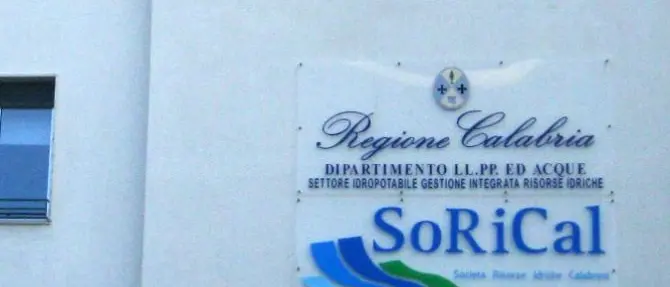 Regione Calabria
DIPARTIMENTO LL.PP. ED ACQUE
SETTORE IDROPOTABILE GESTIONE INTEGRATA RISORSE IDRICHE
SoRiCal
Società Risorse Idriche Calabresi